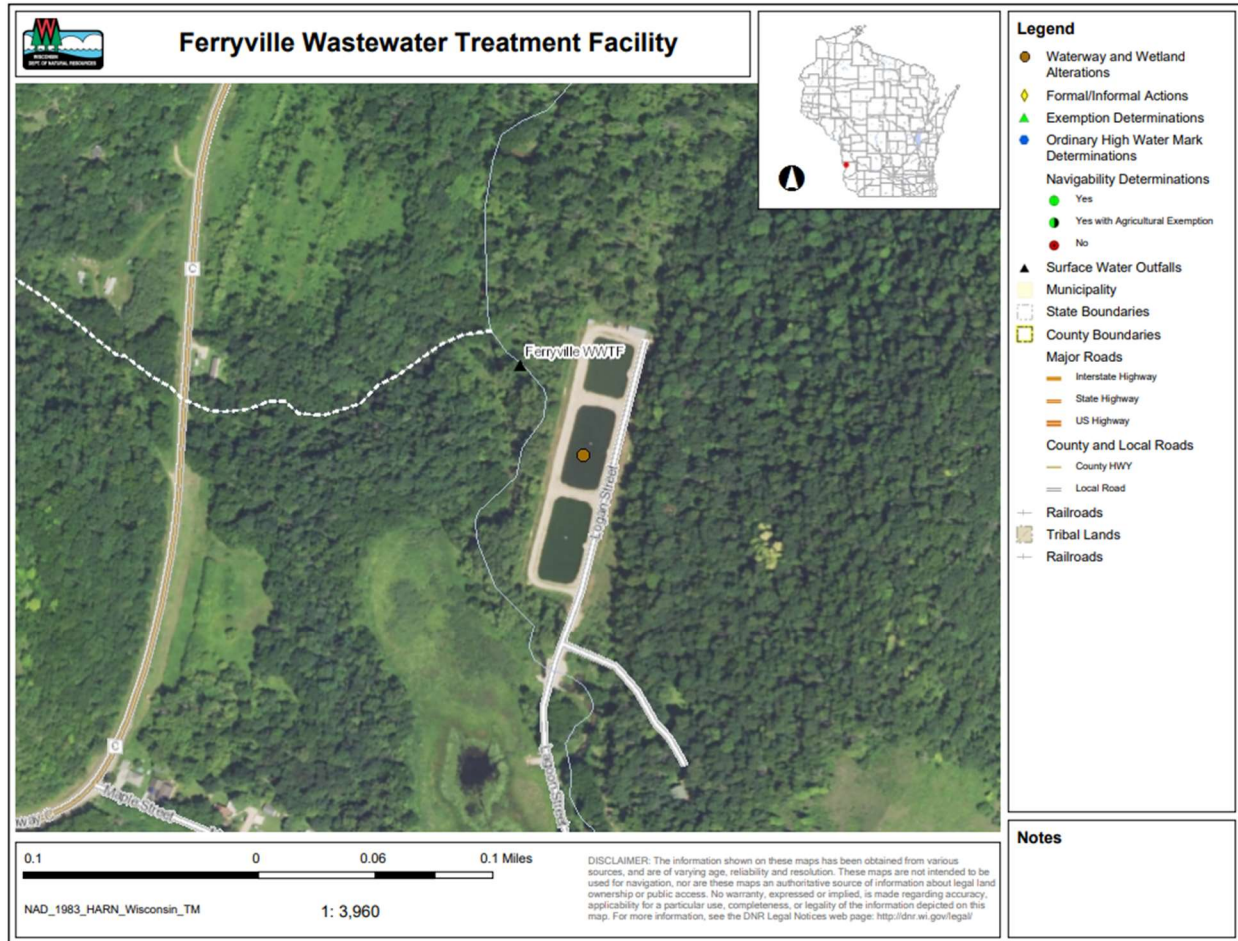 WISCONSIN
DEPT. OF NATURAL RESOURCES
Ferryville Wastewater Treatment Facility
C
Ferryville WWTF
Logan Street
C
Maple Street
way C
Lagoon Street
Legend
Waterway and Wetland
Alterations
Formal/Informal Actions
Exemption Determinations
Ordinary High Water Mark
Determinations
Navigability Determinations
Yes
Yes with Agricultural Exemption
No
Surface Water Outfalls
Municipality
State Boundaries
County Boundaries
Major Roads
Interstate Highway
State Highway
US Highway
County and Local Roads
County HWY
Local Road
Railroads
Tribal Lands
Railroads
0.1 0 0.06 0.1 Miles
NAD_1983_HARN_Wisconsin_TM
1: 3,960
DISCLAIMER: The information shown on these maps has been obtained from various
sources, and are of varying age, reliability and resolution. These maps are not intended to be
used for navigation, nor are these maps an authoritative source of information about legal land
ownership or public access. No warranty, expressed or implied, is made regarding accuracy,
applicability for a particular use, completeness, or legality of the information depicted on this
map. For more information, see the DNR Legal Notices web page: http://dnr.wi.gov/legal/
Notes